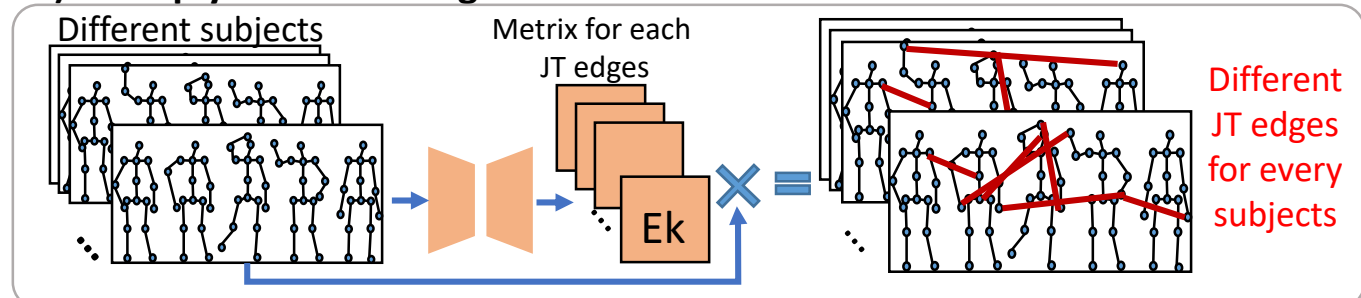 Different subjects
Metrix for each
JT edges
Ek
Different
JT edges
for every
subjects